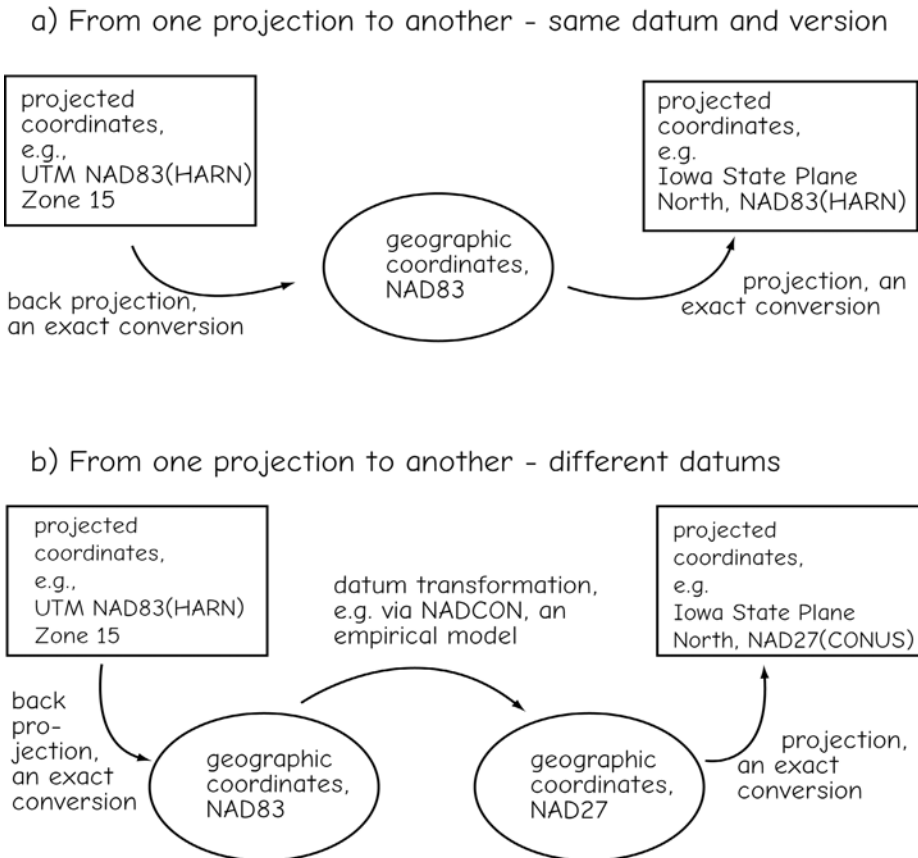 a) From one projection to another - same datum and version
projected
coordinates,
e.g.,
UTM NAD83(HARN)
Zone 15
projected
coordinates,
e.g.
Iowa State Plane
North, NAD83(HARN)
geographic
coordinates,
NAD83
back projection,
an exact conversion
projection, an
exact conversion
b) From one projection to another - different datums
projected
coordinates,
e.g.,
UTM NAD83(HARN)
Zone 15
datum transformation,
e.g. via NADCON, an
empirical model
projected
coordinates,
e.g.
Iowa State Plane
North, NAD27(CONUS)
back
pro-
jection,
an exact
conversion
geographic
coordinates,
NAD83
geographic
coordinates,
NAD27
projection,
an exact
conversion